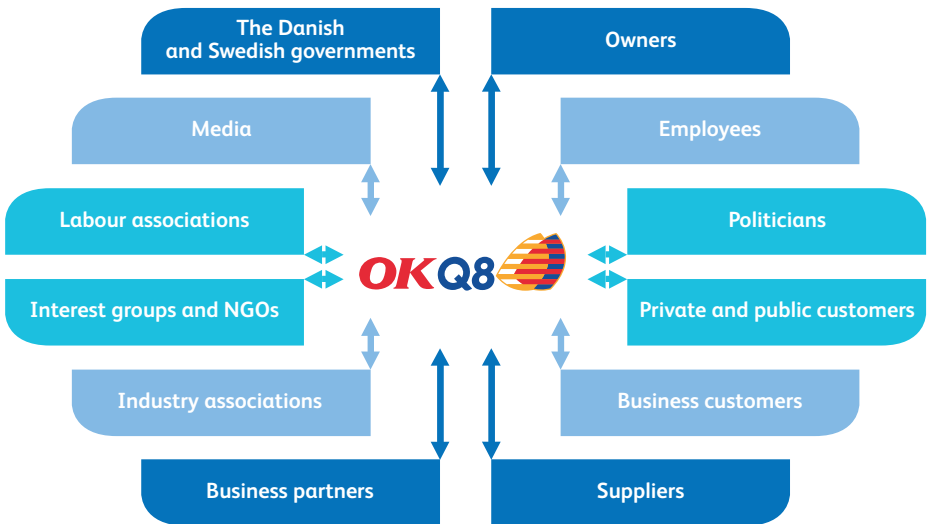 The Danish
and Swedish governments
Owners
Media
Employees
Labour associations
Politicians
OKQ8
Interest groups and NGOs
Private and public customers
Industry associations
Business customers
Business partners
Suppliers